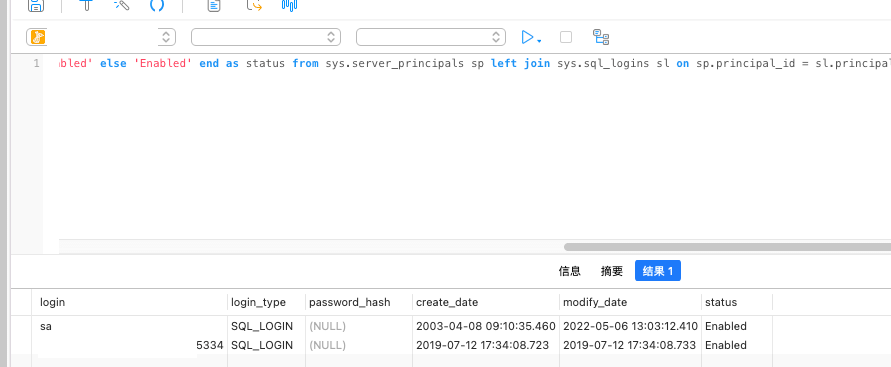 1 bled' else 'Enabled' end as status from sys.server_principals sp left join sys.sql_logins sl on sp.principal_id = sl.principal
信息 摘要 结果 1
login login_type password_hash create_date modify_date status
sa SQL_LOGIN (NULL) 2003-04-08 09:10:35.460 2022-05-06 13:03:12.410 Enabled
5334 SQL_LOGIN (NULL) 2019-07-12 17:34:08.723 2019-07-12 17:34:08.733 Enabled